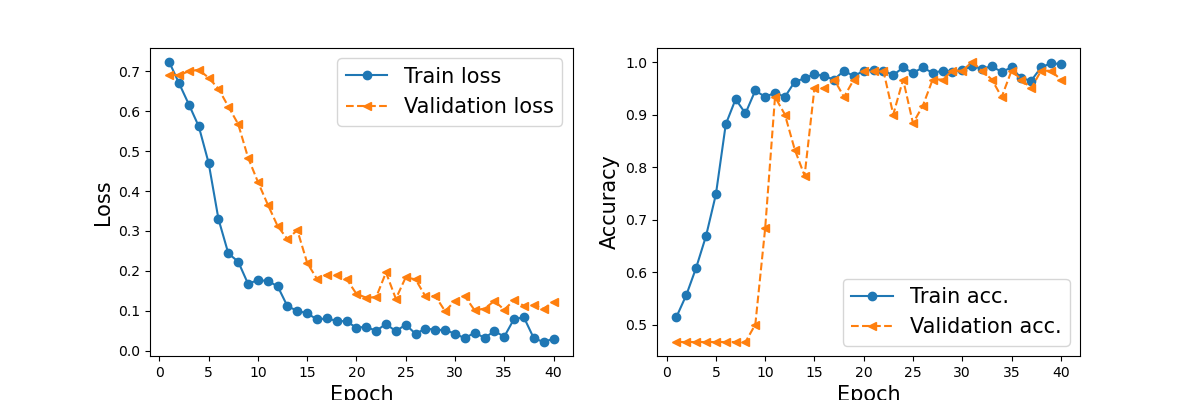 Loss
0.7
0.6
0.5
0.4
0.3
0.2
0.1
0.0
Train loss
Validation loss
0 5 10 15 20 25 30 35 40
Epoch
Accuracy
1.0
0.9
0.8
0.7
0.6
0.5
Train acc.
Validation acc.
0 5 10 15 20 25 30 35 40
Epoch